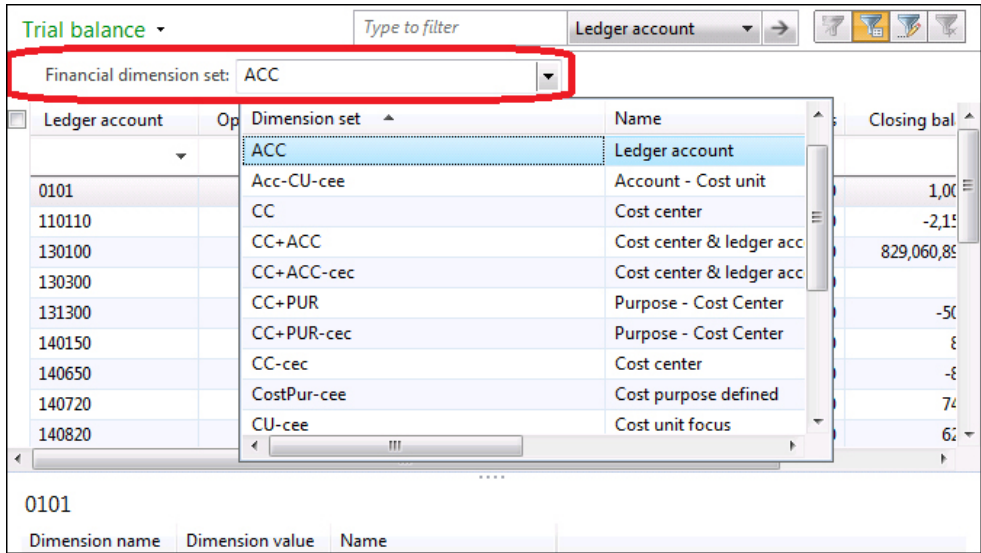 Trial balance Type to filter Ledger account
Financial dimension set: ACC
Ledger account Op Dimension set Name Closing bal
ACC Ledger account
0101 Acc-CU-cee Account - Cost unit 1,00
110110 CC Cost center -2,15
130100 CC+ACC Cost center & ledger acc 829,060,89
130300 CC+ACC-cec Cost center & ledger acc
131300 CC+PUR Purpose - Cost Center -50
140150 CC+PUR-cec Purpose - Cost Center 8
140650 CC-cec Cost center -8
140720 CostPur-cee Cost purpose defined 74
140820 CU-cee Cost unit focus 62
0101
Dimension name Dimension value Name